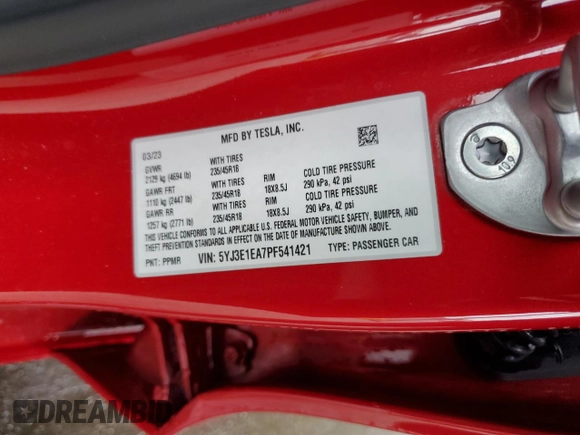 MFD BY TESLA, INC.
03/23
GVWR WITH TIRES
2129 kg (4694 lb) 235/45R18 RIM COLD TIRE PRESSURE
GAWR FRT WITH TIRES 18X8.5J 290 kPa, 42 psi
1110 kg (2447 lb) 235/45R18 RIM COLD TIRE PRESSURE
GAWR RR WITH TIRES 18X8.5J 290 kPa, 42 psi
1257 kg (2771 lb) 235/45R18
THIS VEHICLE CONFORMS TO ALL APPLICABLE U.S. FEDERAL MOTOR VEHICLE SAFETY, BUMPER, AND
THEFT PREVENTION STANDARDS IN EFFECT ON THE DATE OF MANUFACTURE SHOWN ABOVE.
PNT: PPMR VIN: 5YJ3E1EA7PF541421 TYPE: PASSENGER CAR
10.9
DREAMBID